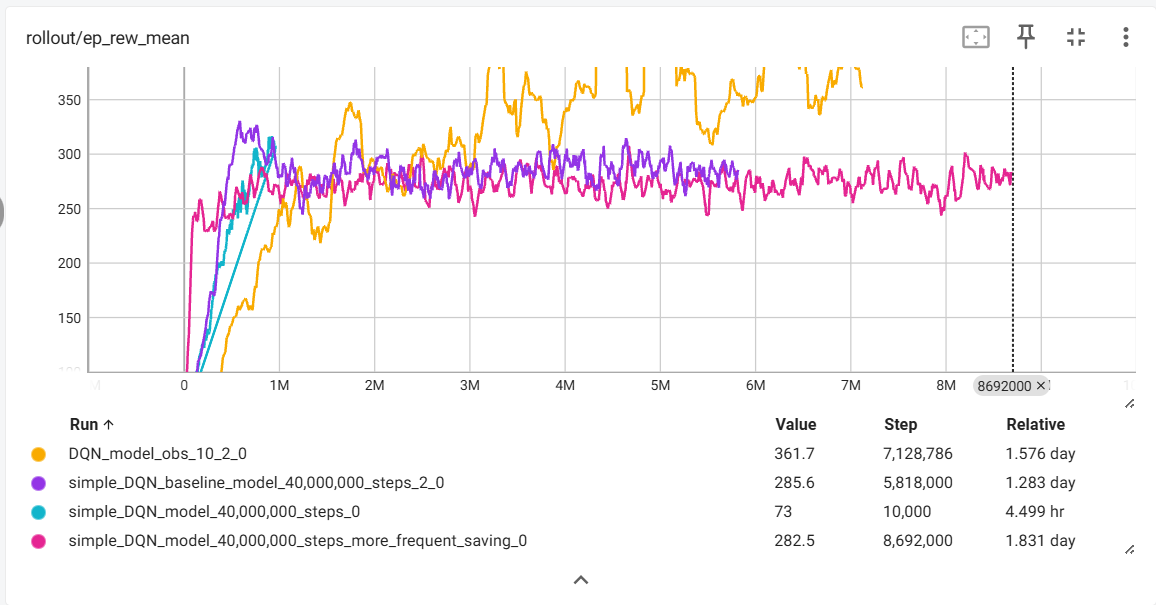 rollout/ep_rew_mean
350
300
250
200
150
100
M 0 1M 2M 3M 4M 5M 6M 7M 8M 8692000 ✕
Run ↑ Value Step Relative
DQN_model_obs_10_2_0 361.7 7,128,786 1.576 day
simple_DQN_baseline_model_40,000,000_steps_2_0 285.6 5,818,000 1.283 day
simple_DQN_model_40,000,000_steps_0 73 10,000 4.499 hr
simple_DQN_model_40,000,000_steps_more_frequent_saving_0 282.5 8,692,000 1.831 day